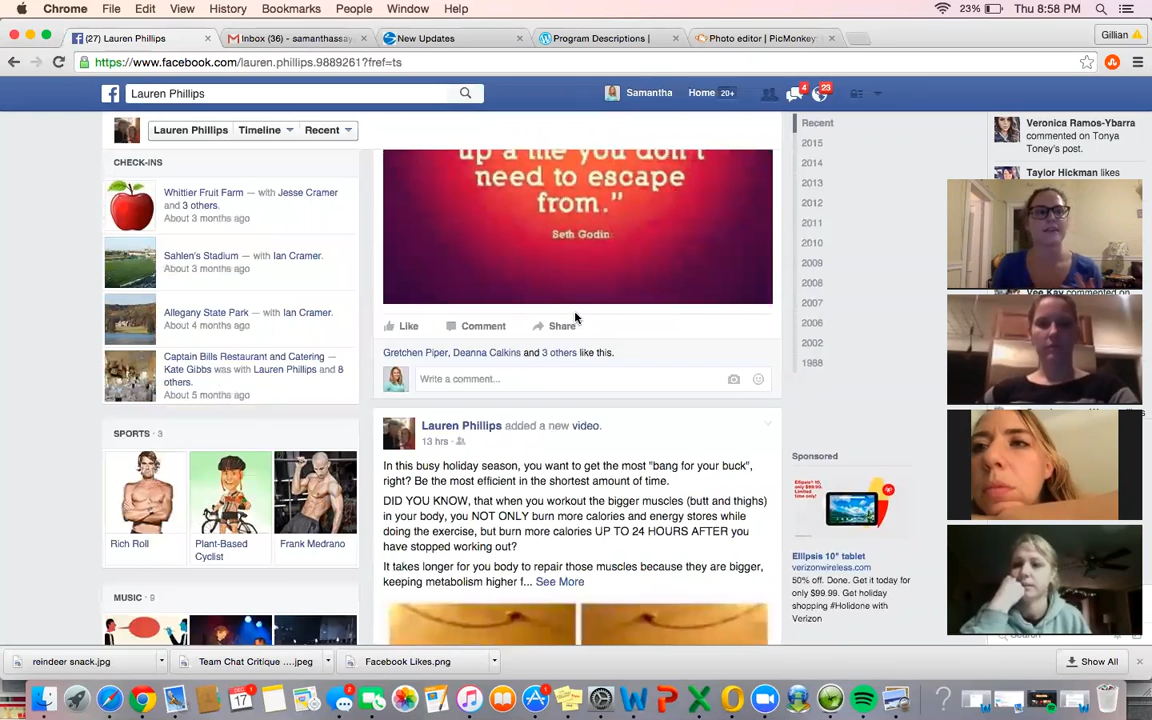 Chrome File Edit View History Bookmarks People Window Help 23% Thu 8:58 PM
(27) Lauren Phillips Inbox (36) - samanthassay New Updates Program Descriptions | Photo editor | PicMonkey: Gillian
https://www.facebook.com/lauren.phillips.9889261?fref=ts
Lauren Phillips Samantha Home 20+ 4 23
Lauren Phillips Timeline Recent
CHECK-INS
Whittier Fruit Farm — with Jesse Cramer
and 3 others.
About 3 months ago
Sahlen's Stadium — with Ian Cramer.
About 3 months ago
Allegany State Park — with Ian Cramer.
About 4 months ago
Captain Bills Restaurant and Catering —
Kate Gibbs was with Lauren Phillips and 8
others.
About 5 months ago
SPORTS · 3
Rich Roll
Plant-Based
Cyclist
Frank Medrano
MUSIC · 9
up a life you don't
need to escape
from."
Seth Godin
Like Comment Share
Gretchen Piper, Deanna Calkins and 3 others like this.
Write a comment...
Lauren Phillips added a new video.
13 hrs ·
In this busy holiday season, you want to get the most "bang for your buck",
right? Be the most efficient in the shortest amount of time.
DID YOU KNOW, that when you workout the bigger muscles (butt and thighs)
in your body, you NOT ONLY burn more calories and energy stores while
doing the exercise, but burn more calories UP TO 24 HOURS AFTER you
have stopped working out?
It takes longer for you body to repair those muscles because they are bigger,
keeping metabolism higher f... See More
Recent
2015
2014
2013
2012
2011
2010
2009
2008
2007
2006
2002
1988
Sponsored
Ellipsis 10" tablet
verizonwireless.com
50% off. Done. Get it today for
only $99.99. Get holiday
shopping #Holidone with
Verizon
Veronica Ramos-Ybarra
commented on Tonya
Toney's post.
Taylor Hickman likes
reindeer snack.jpg Team Chat Critique ....jpeg Facebook Likes.png Show All